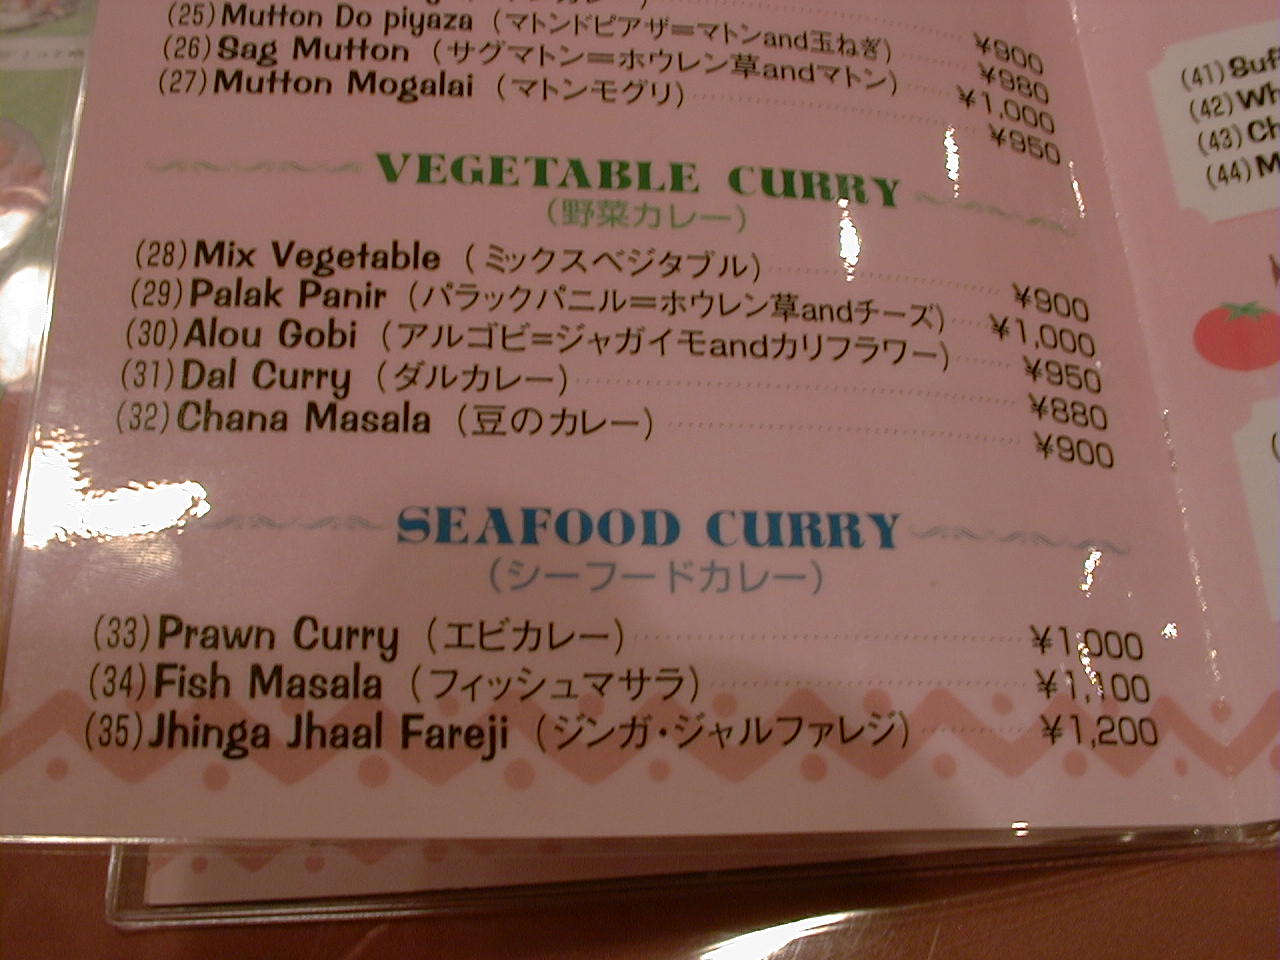 ¥900
(25) Mutton Do piyaza (マトンドピアザ=マトンand玉ねぎ) ¥980
(26) Sag Mutton (サグマトン=ホウレン草andマトン) ¥1,000
(27) Mutton Mogalai (マトンモグリ) ¥950
VEGETABLE CURRY
(野菜カレー)
(28) Mix Vegetable (ミックスベジタブル) ¥900
(29) Palak Panir (パラックパニル=ホウレン草andチーズ) ¥1,000
(30) Alou Gobi (アルゴビ=ジャガイモandカリフラワー) ¥950
(31) Dal Curry (ダルカレー) ¥880
(32) Chana Masala (豆のカレー) ¥900
SEAFOOD CURRY
(シーフードカレー)
(33) Prawn Curry (エビカレー) ¥1,000
(34) Fish Masala (フィッシュマサラ) ¥1,100
(35) Jhinga Jhaal Fareji (ジンガ・ジャルファレジ) ¥1,200
(41)
(42)
(43)
(44)